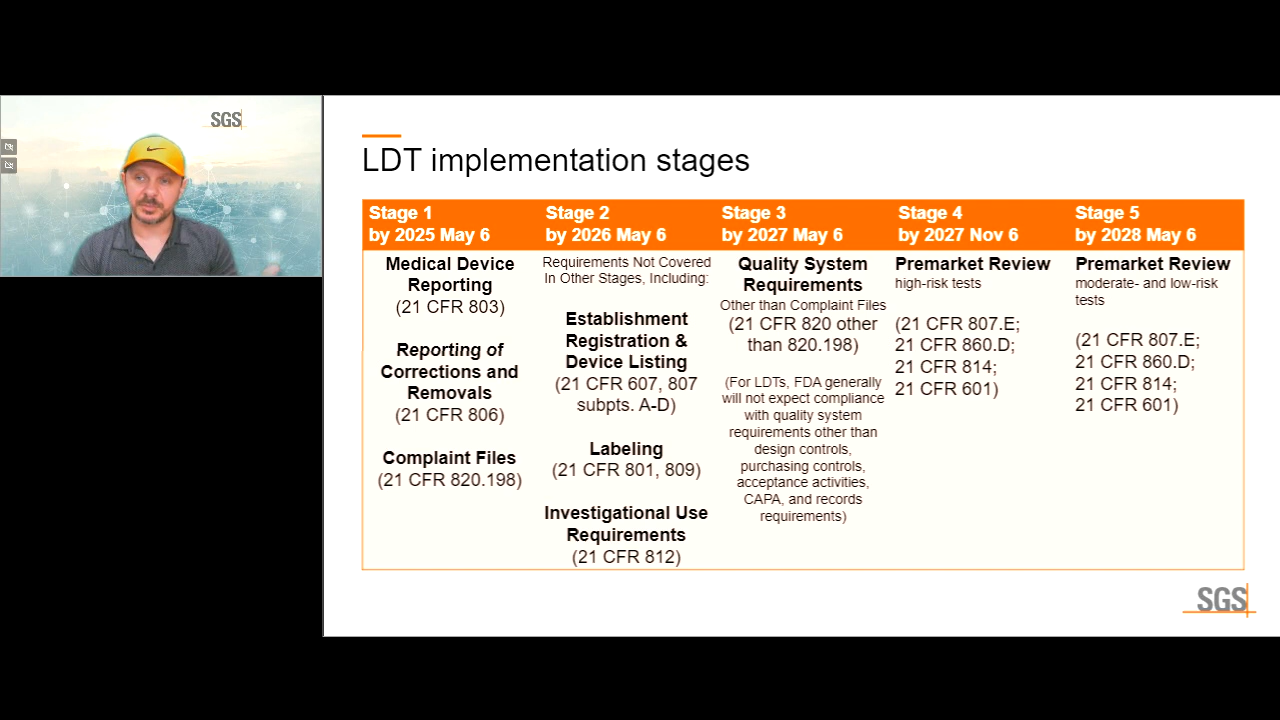 SGS
LDT implementation stages
Stage 1
by 2025 May 6
Stage 2
by 2026 May 6
Stage 3
by 2027 May 6
Stage 4
by 2027 Nov 6
Stage 5
by 2028 May 6
Medical Device
Reporting
(21 CFR 803)
Reporting of
Corrections and
Removals
(21 CFR 806)
Complaint Files
(21 CFR 820.198)
Requirements Not Covered
In Other Stages, Including:
Establishment
Registration &
Device Listing
(21 CFR 607, 807
subpts. A-D)
Labeling
(21 CFR 801, 809)
Investigational Use
Requirements
(21 CFR 812)
Quality System
Requirements
Other than Complaint Files
(21 CFR 820 other
than 820.198)
(For LDTs, FDA generally
will not expect compliance
with quality system
requirements other than
design controls,
purchasing controls,
acceptance activities,
CAPA, and records
requirements)
Premarket Review
high-risk tests
(21 CFR 807.E;
21 CFR 860.D;
21 CFR 814;
21 CFR 601)
Premarket Review
moderate- and low-risk
tests
(21 CFR 807.E;
21 CFR 860.D;
21 CFR 814;
21 CFR 601)
SGS